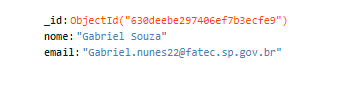 _id: ObjectId("630deebe297406ef7b3ecfe9")
nome: "Gabriel Souza"
email: "Gabriel.nunes22@fatec.sp.gov.br"